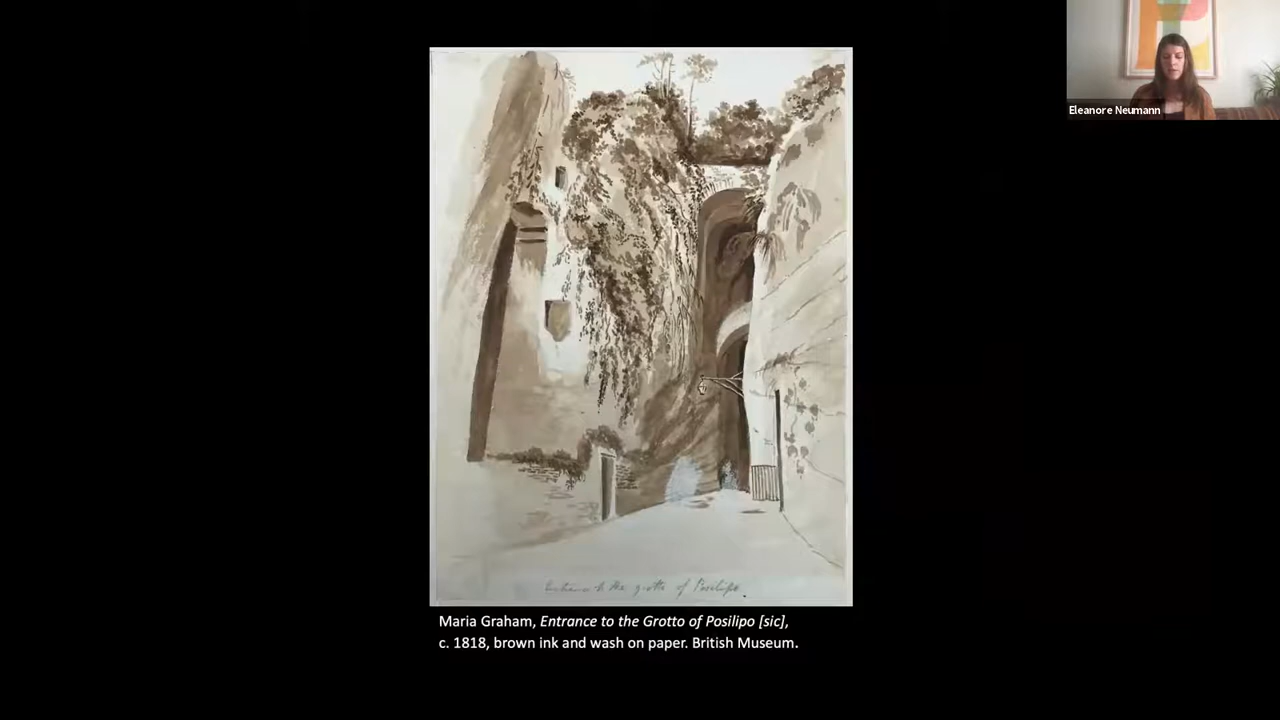 Eleanore Neumann
Entrance to the grotto of Posilipo.
Maria Graham, Entrance to the Grotto of Posilipo [sic],
c. 1818, brown ink and wash on paper. British Museum.